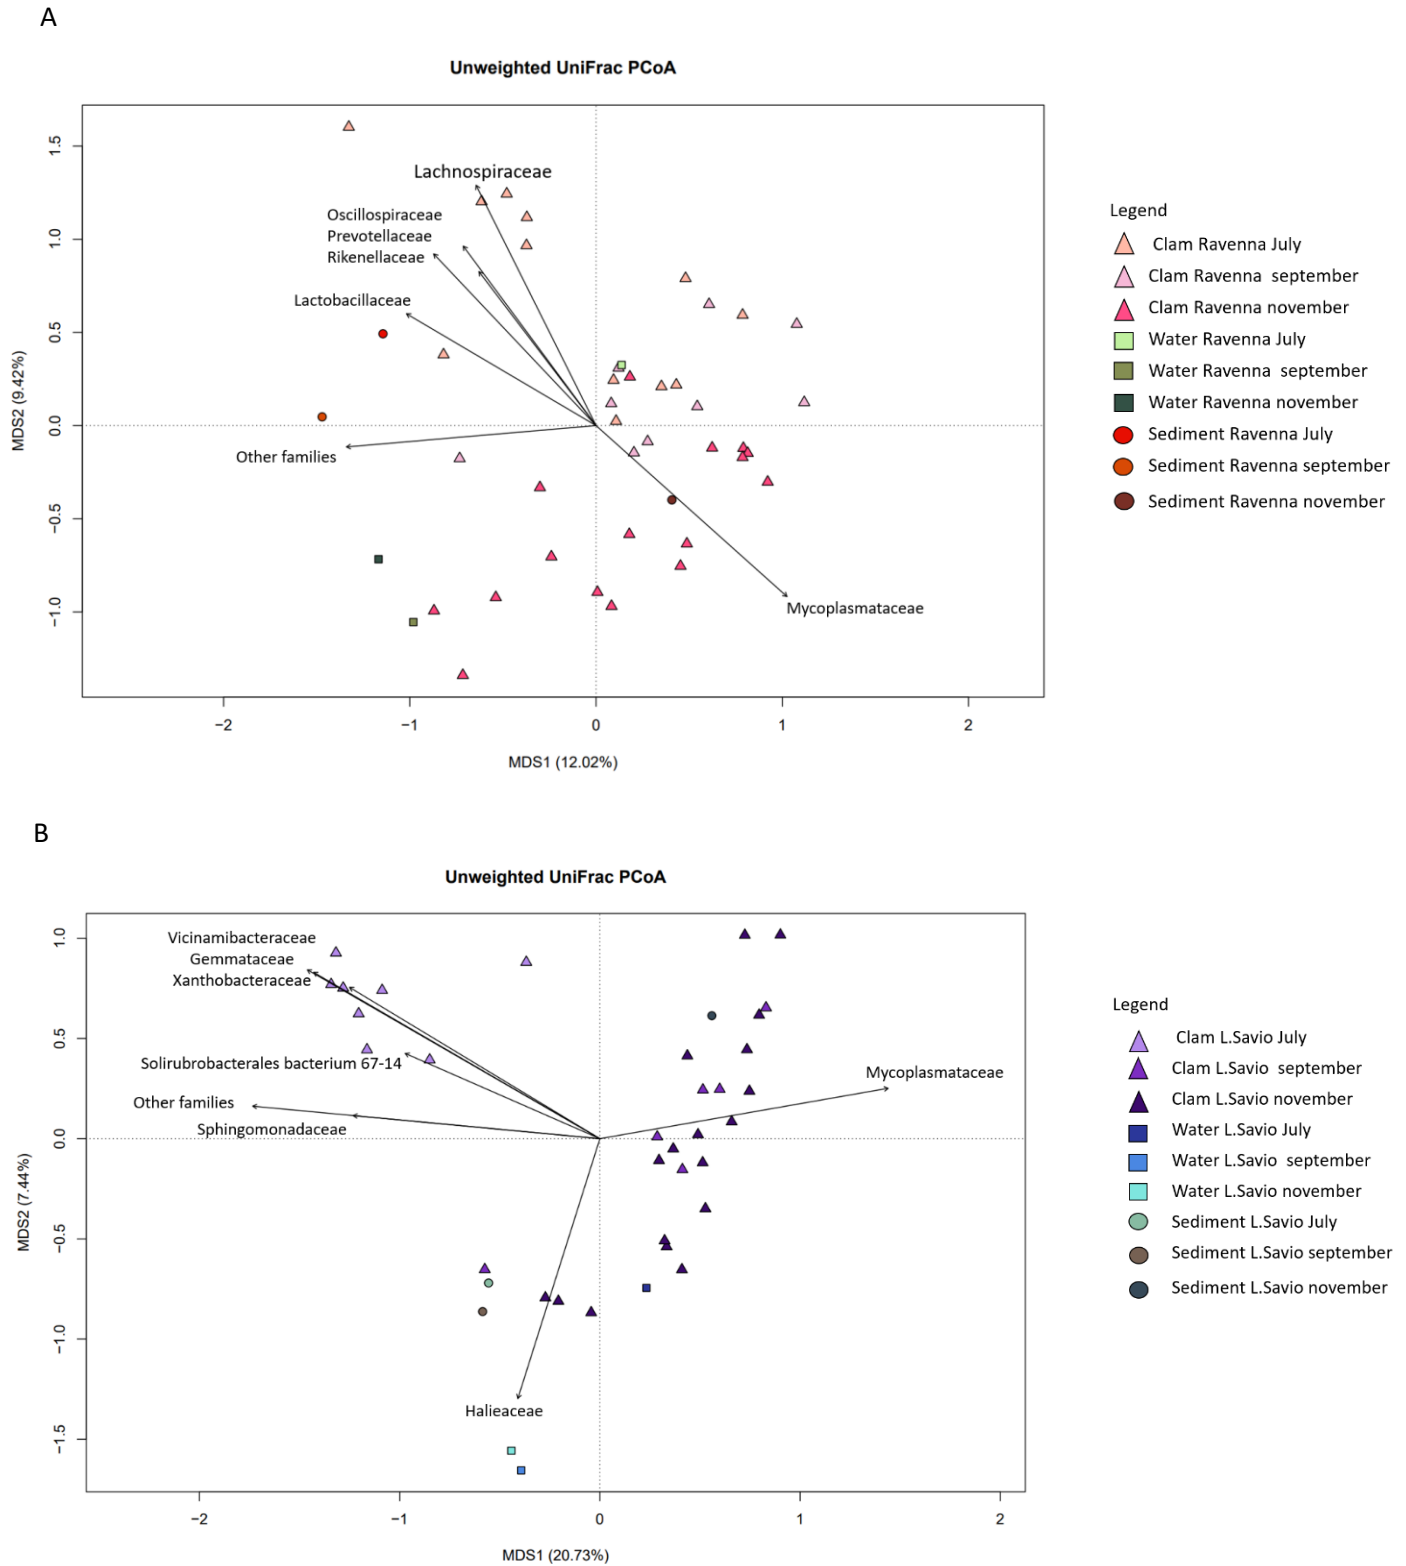 A
Unweighted UniFrac PCoA
Lachnospiraceae
Oscillospiraceae
Prevotellaceae
Rikenellaceae
Lactobacillaceae
Other families
Mycoplasmataceae
1.5
1.0
0.5
0.0
−0.5
−1.0
MDS2 (9.42%)
−2
−1
0
1
2
MDS1 (12.02%)
Legend
Clam Ravenna July
Clam Ravenna september
Clam Ravenna november
Water Ravenna July
Water Ravenna september
Water Ravenna november
Sediment Ravenna July
Sediment Ravenna september
Sediment Ravenna november
B
Unweighted UniFrac PCoA
Vicinamibacteraceae
Gemmataceae
Xanthobacteraceae
Solirubrobacterales bacterium 67-14
Other families
Sphingomonadaceae
Mycoplasmataceae
Halieaceae
1.0
0.5
0.0
−0.5
−1.0
−1.5
MDS2 (7.44%)
−2
−1
0
1
2
MDS1 (20.73%)
Legend
Clam L.Savio July
Clam L.Savio september
Clam L.Savio november
Water L.Savio July
Water L.Savio september
Water L.Savio november
Sediment L.Savio July
Sediment L.Savio september
Sediment L.Savio november